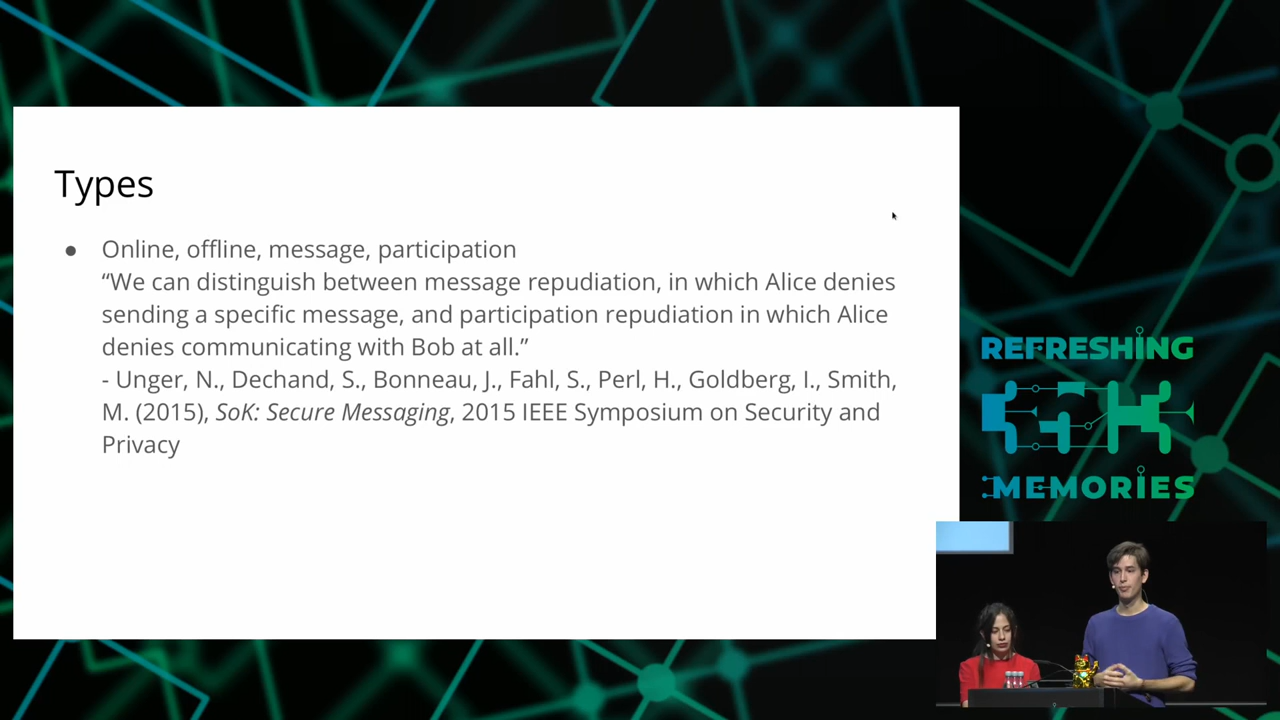 Types
● Online, offline, message, participation
“We can distinguish between message repudiation, in which Alice denies
sending a specific message, and participation repudiation in which Alice
denies communicating with Bob at all.”
- Unger, N., Dechand, S., Bonneau, J., Fahl, S., Perl, H., Goldberg, I., Smith,
M. (2015), SoK: Secure Messaging, 2015 IEEE Symposium on Security and
Privacy
REFRESHING
MEMORIES